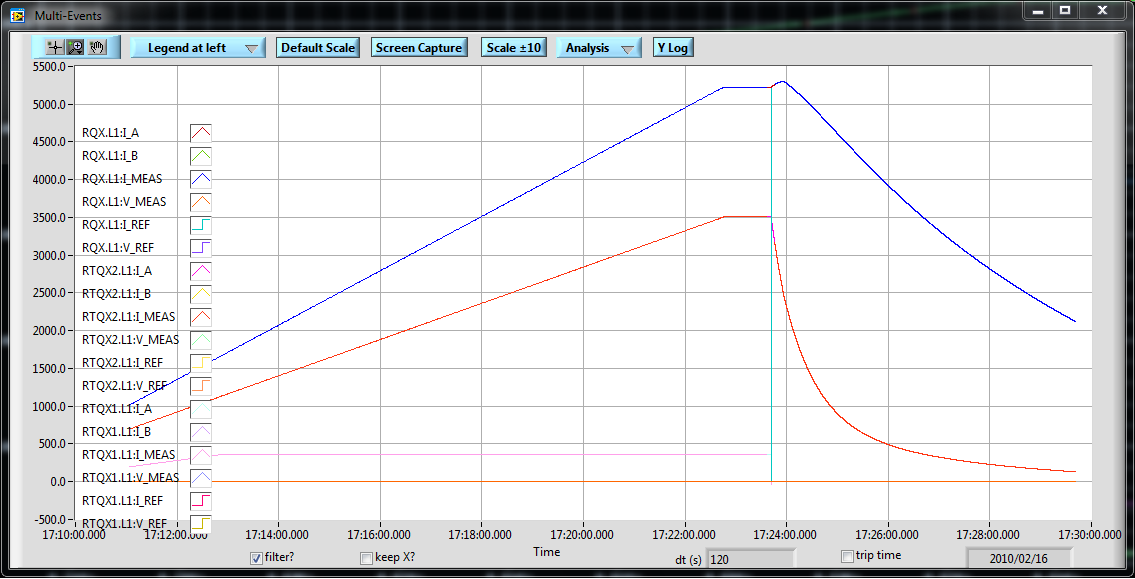 Multi-Events
Legend at left Default Scale Screen Capture Scale ±10 Analysis Y Log
5500.0
5000.0
4500.0
4000.0
3500.0
3000.0
2500.0
2000.0
1500.0
1000.0
500.0
0.0
-500.0
RQX.L1:I_A
RQX.L1:I_B
RQX.L1:I_MEAS
RQX.L1:V_MEAS
RQX.L1:I_REF
RQX.L1:V_REF
RTQX2.L1:I_A
RTQX2.L1:I_B
RTQX2.L1:I_MEAS
RTQX2.L1:V_MEAS
RTQX2.L1:I_REF
RTQX2.L1:V_REF
RTQX1.L1:I_A
RTQX1.L1:I_B
RTQX1.L1:I_MEAS
RTQX1.L1:V_MEAS
RTQX1.L1:I_REF
RTQX1.L1:V_REF
17:10:00.000 17:12:00.000 17:14:00.000 17:16:00.000 17:18:00.000 17:20:00.000 17:22:00.000 17:24:00.000 17:26:00.000 17:28:00.000 17:30:00.000
Time
filter? keep X? dt (s) 120 trip time 2010/02/16